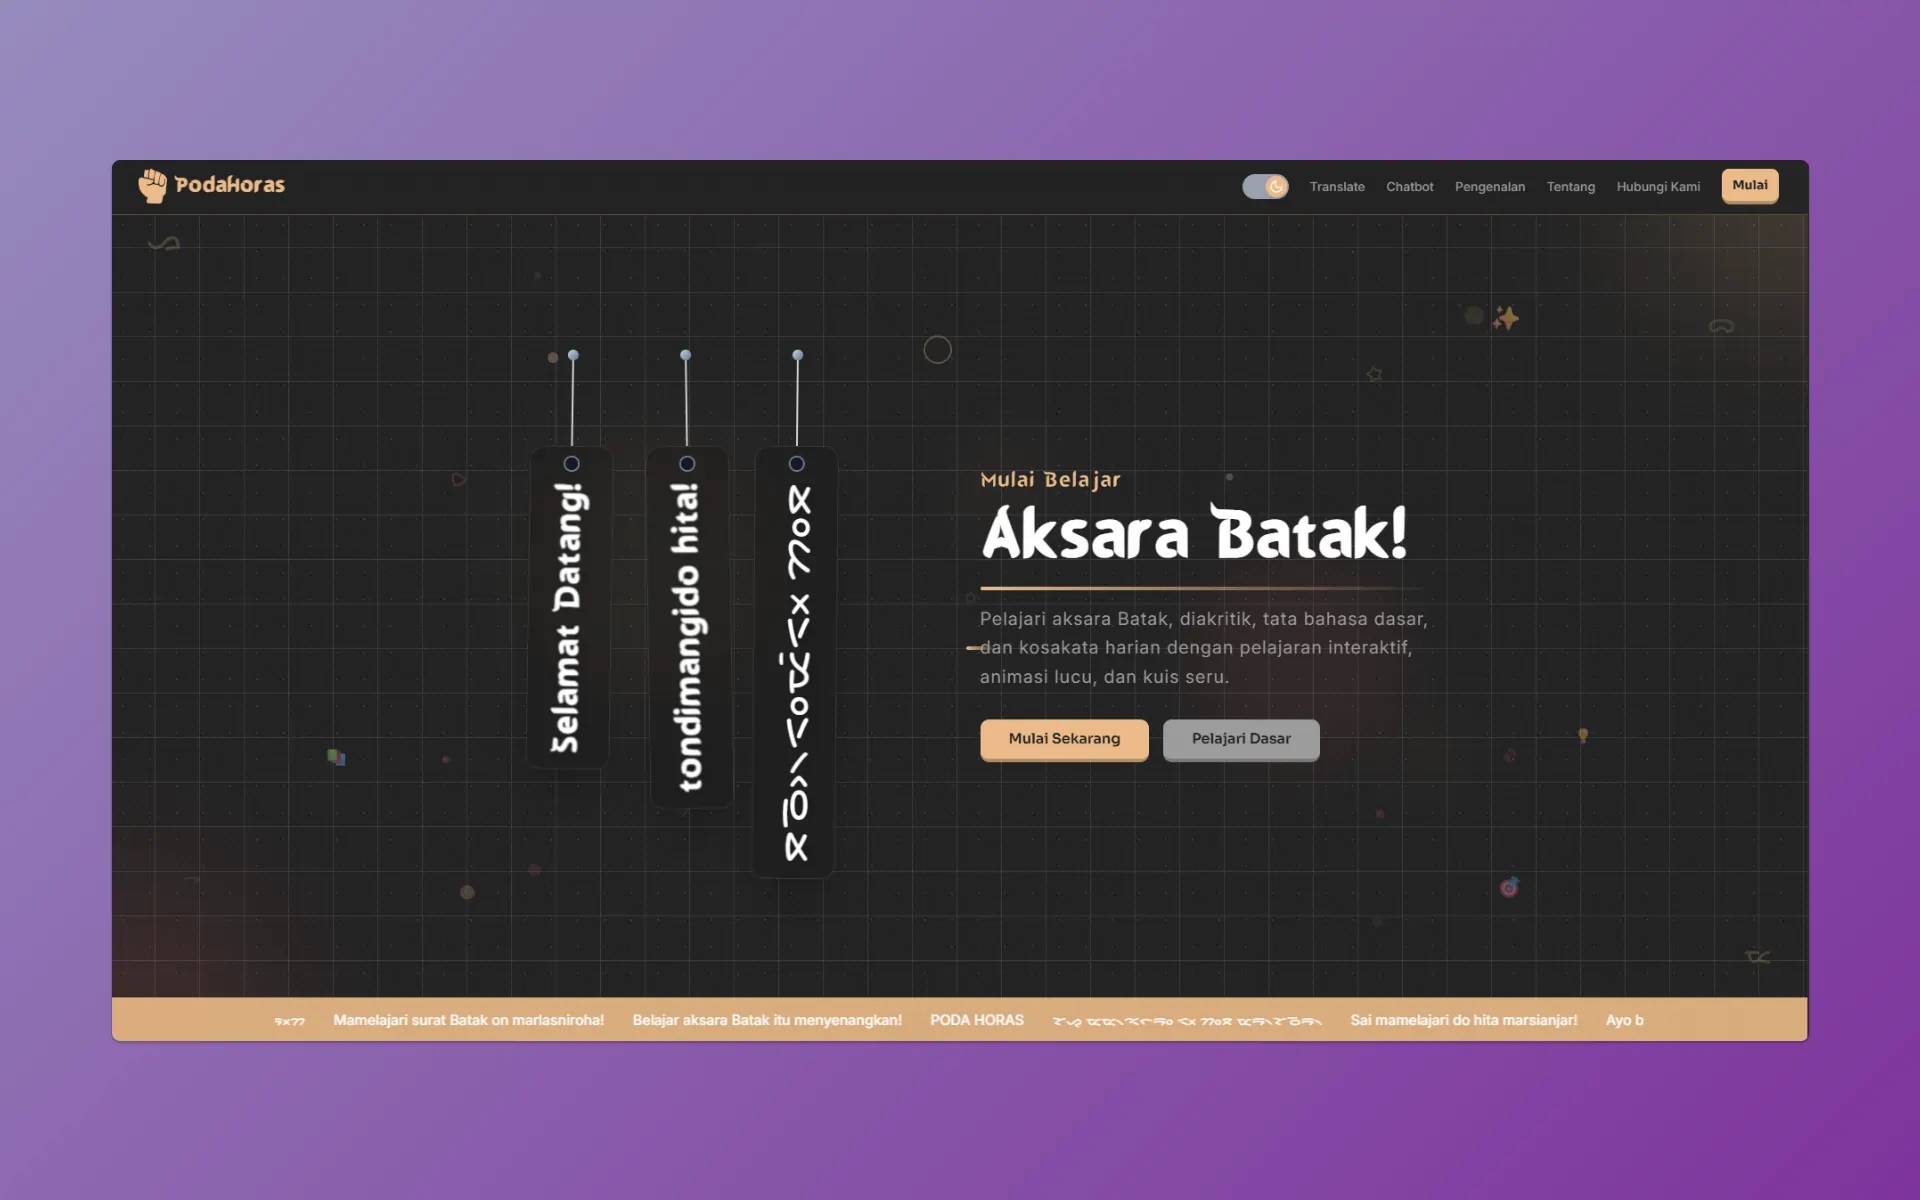 PodaHoras
Translate
Chatbot
Pengenalan
Tentang
Hubungi Kami
Mulai
Selamat Datang!
tondimangido hita!
Mulai Belajar
Aksara Batak!
Pelajari aksara Batak, diakritik, tata bahasa dasar,
dan kosakata harian dengan pelajaran interaktif,
animasi lucu, dan kuis seru.
Mulai Sekarang
Pelajari Dasar
Mamelajari surat Batak on marlasniroha! Belajar aksara Batak itu menyenangkan! PODA HORAS Sai mamelajari do hita marsianjar! Ayo b